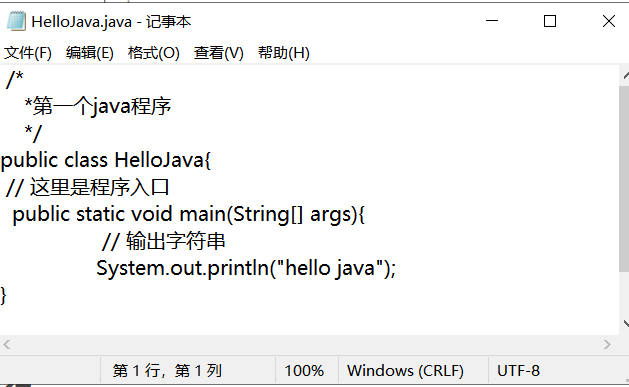 HelloJava.java - 记事本
文件(F) 编辑(E) 格式(O) 查看(V) 帮助(H)
/*
*第一个java程序
*/
public class HelloJava{
// 这里是程序入口
public static void main(String[] args){
// 输出字符串
System.out.println("hello java");
}
第 1 行，第 1 列 100% Windows (CRLF) UTF-8